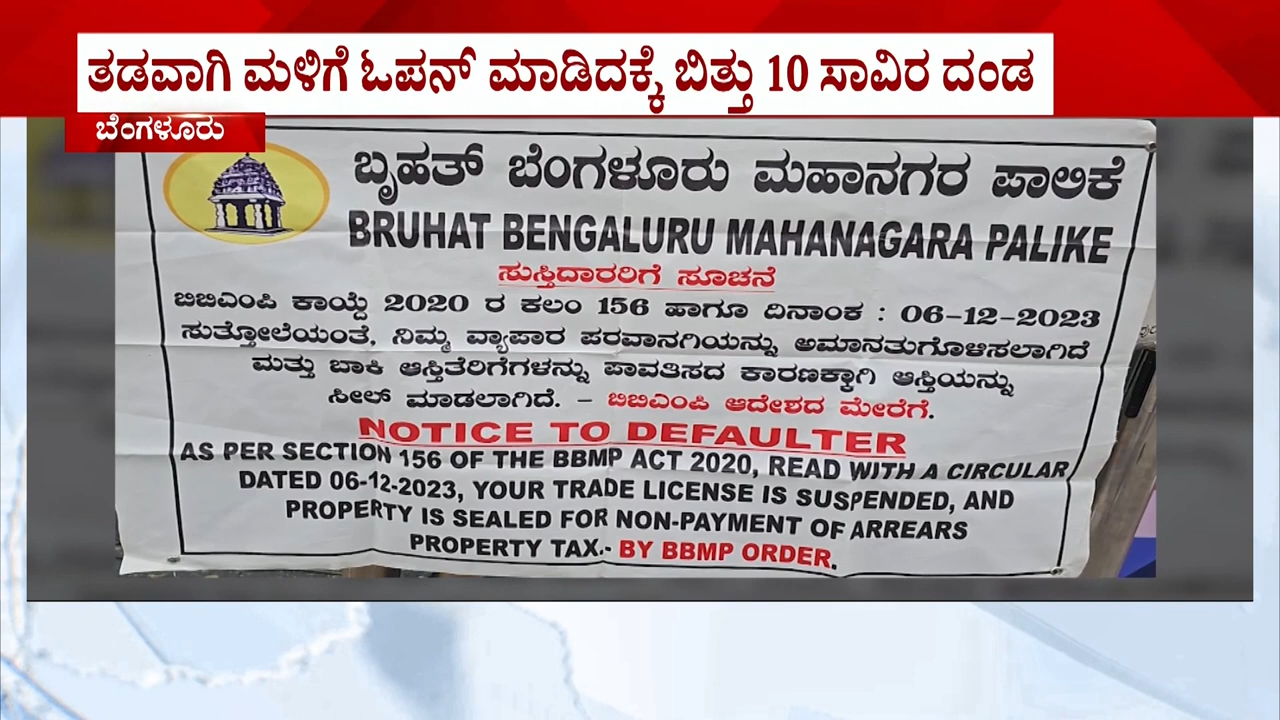 ತಡವಾಗಿ ಮಳಿಗೆ ಓಪನ್ ಮಾಡಿದಕ್ಕೆ ಬಿತ್ತು 10 ಸಾವಿರ ದಂಡ
ಬೆಂಗಳೂರು
ಬೃಹತ್ ಬೆಂಗಳೂರು ಮಹಾನಗರ ಪಾಲಿಕೆ
BRUHAT BENGALURU MAHANAGARA PALIKE
ಸುಸ್ತಿದಾರರಿಗೆ ಸೂಚನೆ
ಬಿಬಿಎಂಪಿ ಕಾಯ್ದೆ 2020 ರ ಕಲಂ 156 ಹಾಗೂ ದಿನಾಂಕ : 06-12-2023
ಸುತ್ತೋಲೆಯಂತೆ, ನಿಮ್ಮ ವ್ಯಾಪಾರ ಪರವಾನಗಿಯನ್ನು ಅಮಾನತುಗೊಳಿಸಲಾಗಿದೆ
ಮತ್ತು ಬಾಕಿ ಆಸ್ತಿತೆರಿಗೆಗಳನ್ನು ಪಾವತಿಸದ ಕಾರಣಕ್ಕಾಗಿ ಆಸ್ತಿಯನ್ನು
ಸೀಲ್ ಮಾಡಲಾಗಿದೆ. - ಬಿಬಿಎಂಪಿ ಆದೇಶದ ಮೇರೆಗೆ.
NOTICE TO DEFAULTER
AS PER SECTION 156 OF THE BBMP ACT 2020, READ WITH A CIRCULAR
DATED 06-12-2023, YOUR TRADE LICENSE IS SUSPENDED, AND
PROPERTY IS SEALED FOR NON-PAYMENT OF ARREARS
PROPERTY TAX.- BY BBMP ORDER.